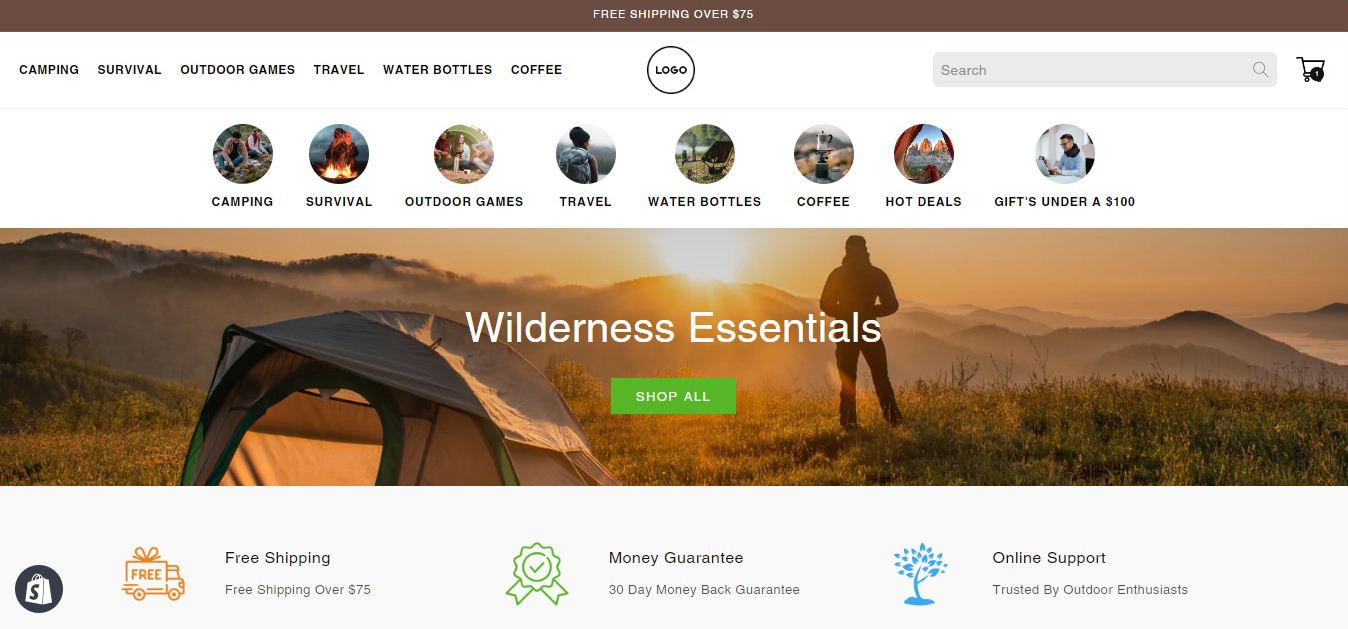 FREE SHIPPING OVER $75
CAMPING SURVIVAL OUTDOOR GAMES TRAVEL WATER BOTTLES COFFEE
LOGO
Search
1
CAMPING SURVIVAL OUTDOOR GAMES TRAVEL WATER BOTTLES COFFEE HOT DEALS GIFT'S UNDER A $100
Wilderness Essentials
SHOP ALL
FREE
Free Shipping
Free Shipping Over $75
Money Guarantee
30 Day Money Back Guarantee
Online Support
Trusted By Outdoor Enthusiasts
S